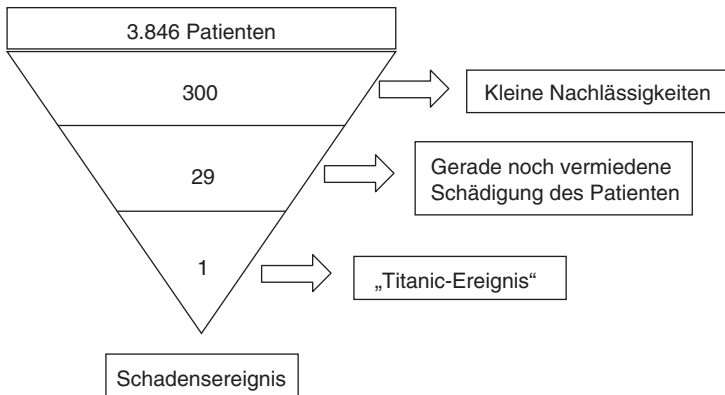 3.846 Patienten
300
Kleine Nachlässigkeiten
29
Gerade noch vermiedene
Schädigung des Patienten
1
„Titanic-Ereignis“
Schadensereignis